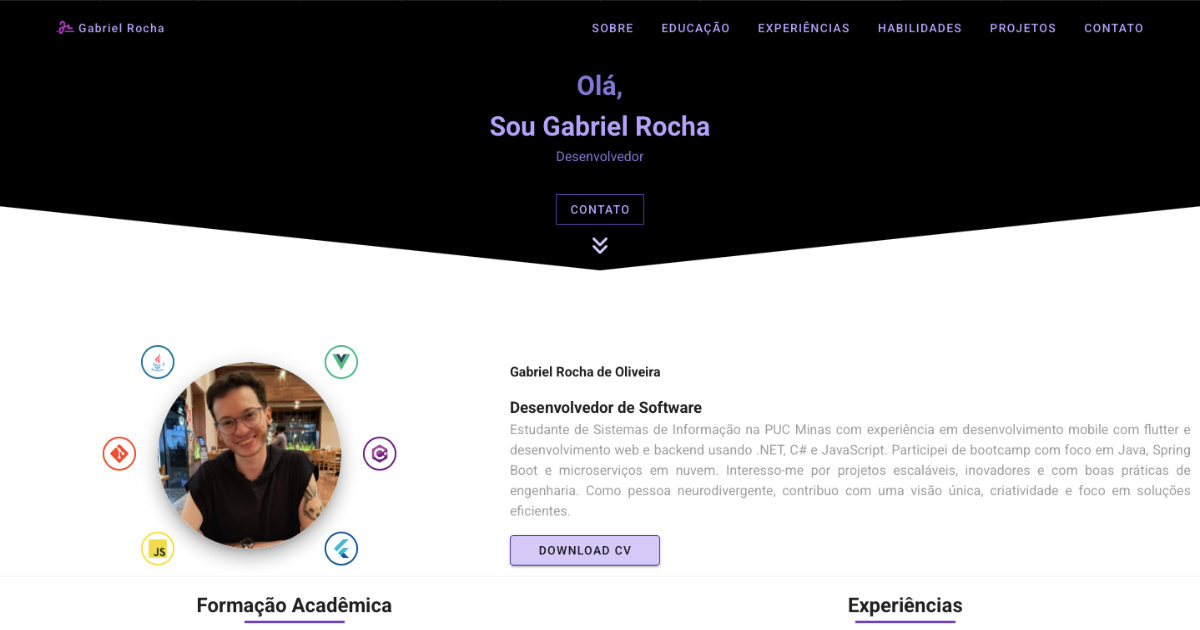 Gabriel Rocha
SOBRE EDUCAÇÃO EXPERIÊNCIAS HABILIDADES PROJETOS CONTATO
Olá,
Sou Gabriel Rocha
Desenvolvedor
CONTATO
Gabriel Rocha de Oliveira
Desenvolvedor de Software
Estudante de Sistemas de Informação na PUC Minas com experiência em desenvolvimento mobile com flutter e
desenvolvimento web e backend usando .NET, C# e JavaScript. Participei de bootcamp com foco em Java, Spring
Boot e microserviços em nuvem. Interesso-me por projetos escaláveis, inovadores e com boas práticas de
engenharia. Como pessoa neurodivergente, contribuo com uma visão única, criatividade e foco em soluções
eficientes.
JS
DOWNLOAD CV
Formação Acadêmica
Experiências